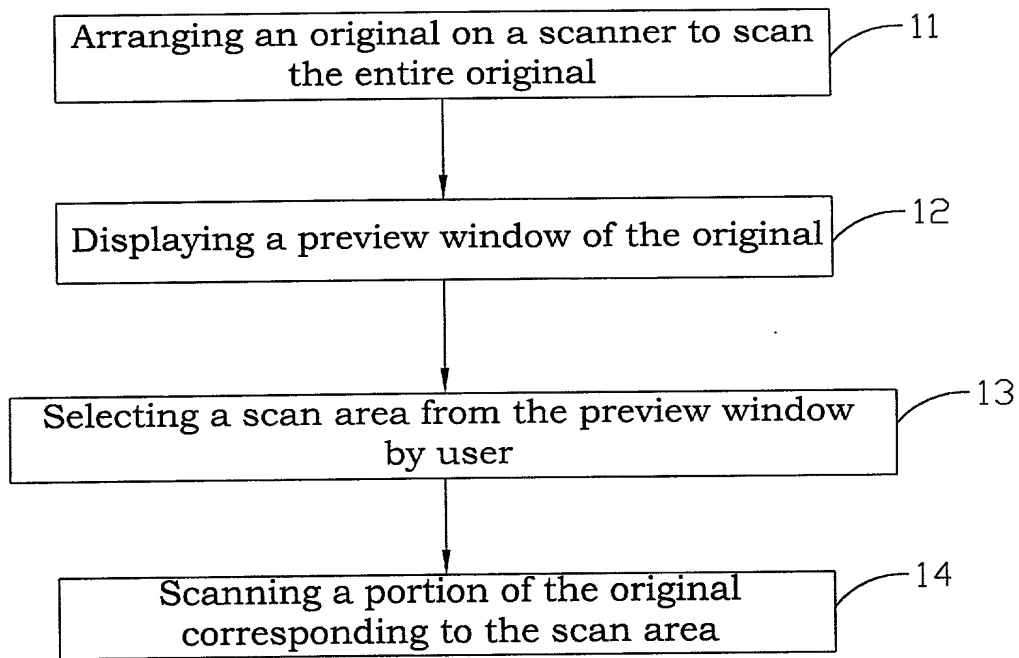 Arranging an original on a scanner to scan
the entire original
11
Displaying a preview window of the original
12
Selecting a scan area from the preview window
by user
13
Scanning a portion of the original
corresponding to the scan area
14